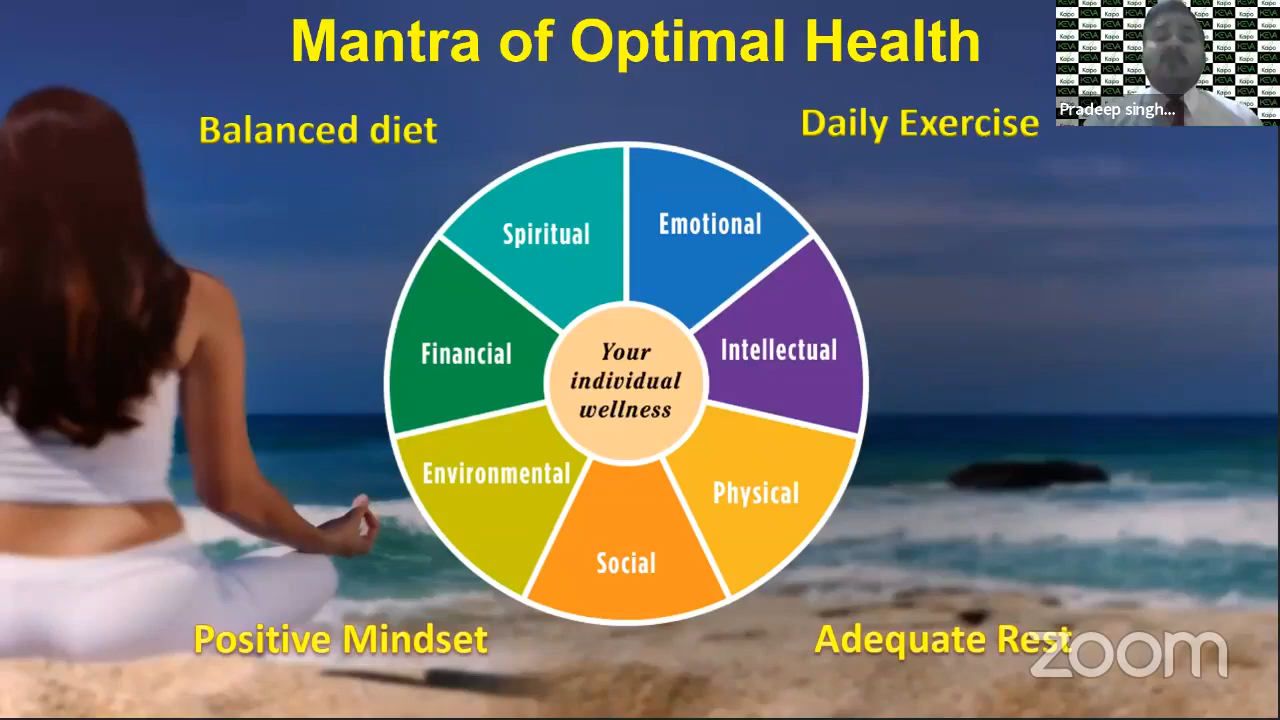 Mantra of Optimal Health
Pradeep singh...
Balanced diet
Daily Exercise
Spiritual
Emotional
Financial
Your
individual
wellness
Intellectual
Environmental
Physical
Social
Positive Mindset
Adequate Rest
zoom